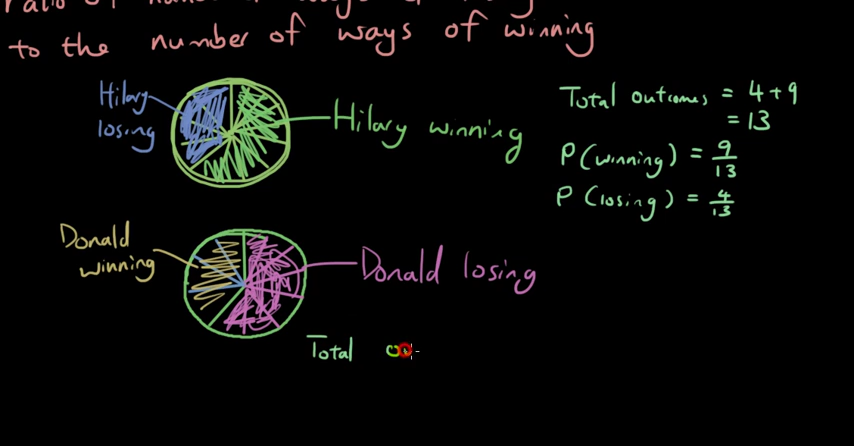 to the number of ways of winning
Hilary losing
Hilary winning
Total outcomes = 4 + 9
= 13
P(winning) = 9/13
P(losing) = 4/13
Donald winning
Donald losing
Total